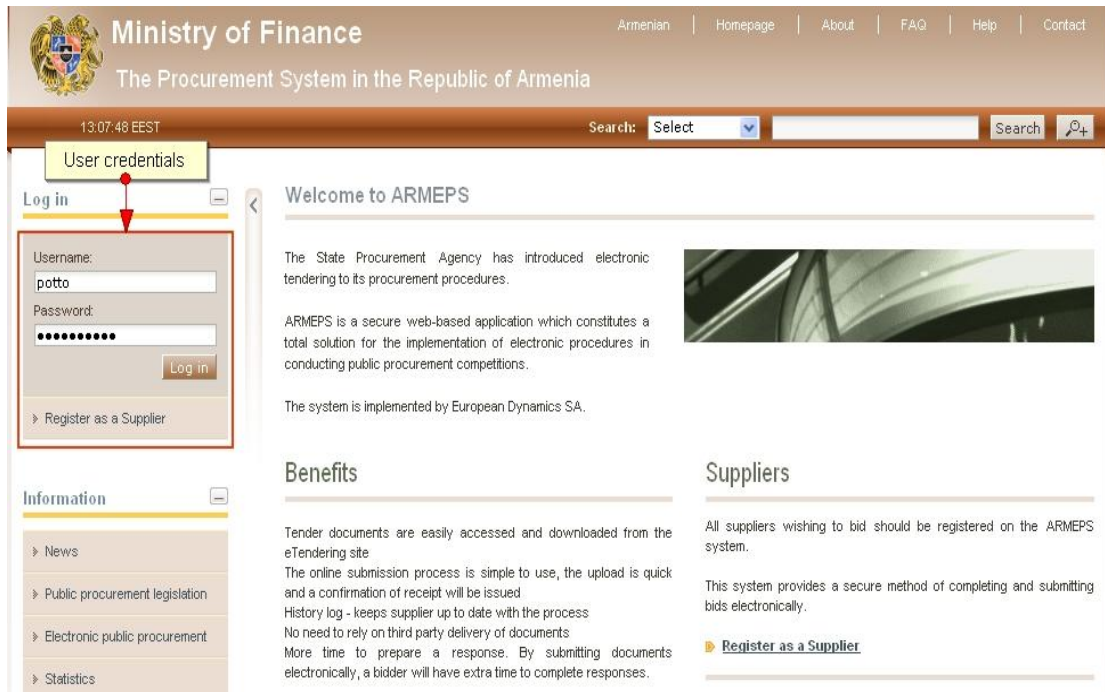 Ministry of Finance
The Procurement System in the Republic of Armenia
Armenian | Homepage | About | FAQ | Help | Contact
13:07:48 EEST
Search: Select Search
User credentials
Log in
Username:
potto
Password:
●●●●●●●●●●
Log in
Register as a Supplier
Information
News
Public procurement legislation
Electronic public procurement
Statistics
Welcome to ARMEPS
The State Procurement Agency has introduced electronic
tendering to its procurement procedures.
ARMEPS is a secure web-based application which constitutes a
total solution for the implementation of electronic procedures in
conducting public procurement competitions.
The system is implemented by European Dynamics SA.
Benefits
Tender documents are easily accessed and downloaded from the
eTendering site
The online submission process is simple to use, the upload is quick
and a confirmation of receipt will be issued
History log - keeps supplier up to date with the process
No need to rely on third party delivery of documents
More time to prepare a response. By submitting documents
electronically, a bidder will have extra time to complete responses.
Suppliers
All suppliers wishing to bid should be registered on the ARMEPS
system.
This system provides a secure method of completing and submitting
bids electronically.
Register as a Supplier